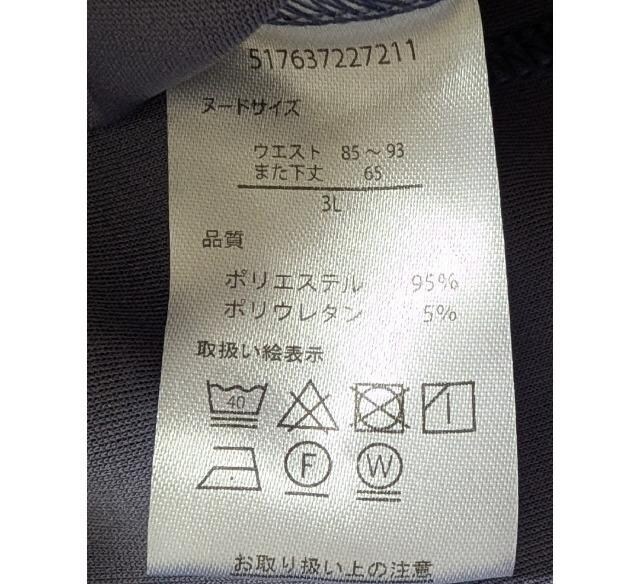 517637227211
ヌードサイズ
ウエスト 85～93
また下丈 65
3L
品質
ポリエステル 95%
ポリウレタン 5%
取扱い絵表示
40
F W
お取り扱い上の注意